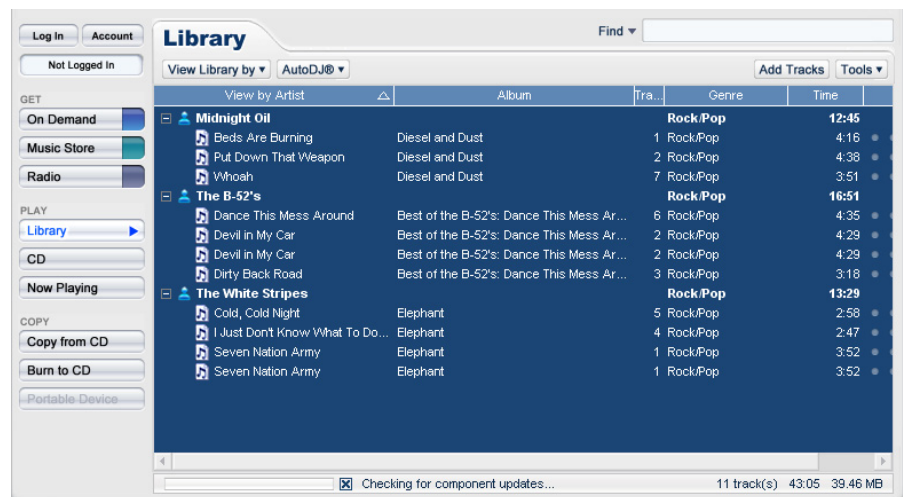 Log In Account
Library
Find
Not Logged In
View Library by AutoDJ®
Add Tracks Tools
GET
On Demand
Music Store
Radio
PLAY
Library
CD
Now Playing
COPY
Copy from CD
Burn to CD
Portable Device
View by Artist Album Tra... Genre Time
Midnight Oil Rock/Pop 12:45
Beds Are Burning Diesel and Dust 1 Rock/Pop 4:16
Put Down That Weapon Diesel and Dust 2 Rock/Pop 4:38
Whoah Diesel and Dust 7 Rock/Pop 3:51
The B-52's Rock/Pop 16:51
Dance This Mess Around Best of the B-52's: Dance This Mess Ar... 6 Rock/Pop 4:35
Devil in My Car Best of the B-52's: Dance This Mess Ar... 2 Rock/Pop 4:29
Devil in My Car Best of the B-52's: Dance This Mess Ar... 2 Rock/Pop 4:29
Dirty Back Road Best of the B-52's: Dance This Mess Ar... 3 Rock/Pop 3:18
The White Stripes Rock/Pop 13:29
Cold, Cold Night Elephant 5 Rock/Pop 2:58
I Just Don't Know What To Do... Elephant 4 Rock/Pop 2:47
Seven Nation Army Elephant 1 Rock/Pop 3:52
Seven Nation Army Elephant 1 Rock/Pop 3:52
Checking for component updates... 11 track(s) 43:05 39.46 MB